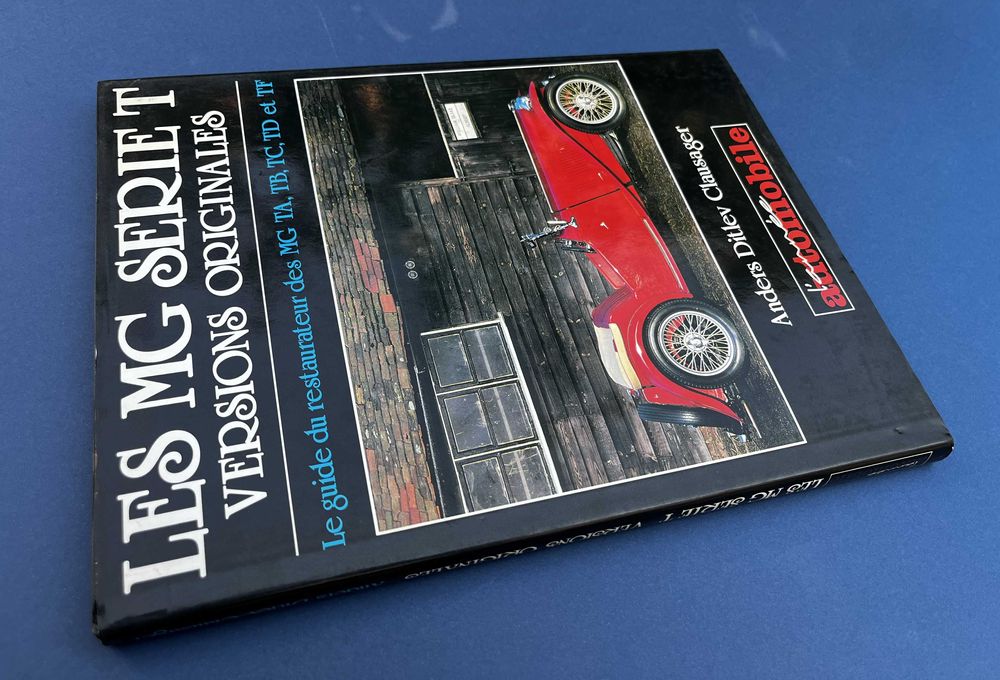 LES MG SERIE T
VERSIONS ORIGINALES
Le guide du restaurateur des MG TA, TB, TC, TD et TF
Anders Ditlev Clausager
automobile
LES MG SERIE T VERSIONS ORIGINALES